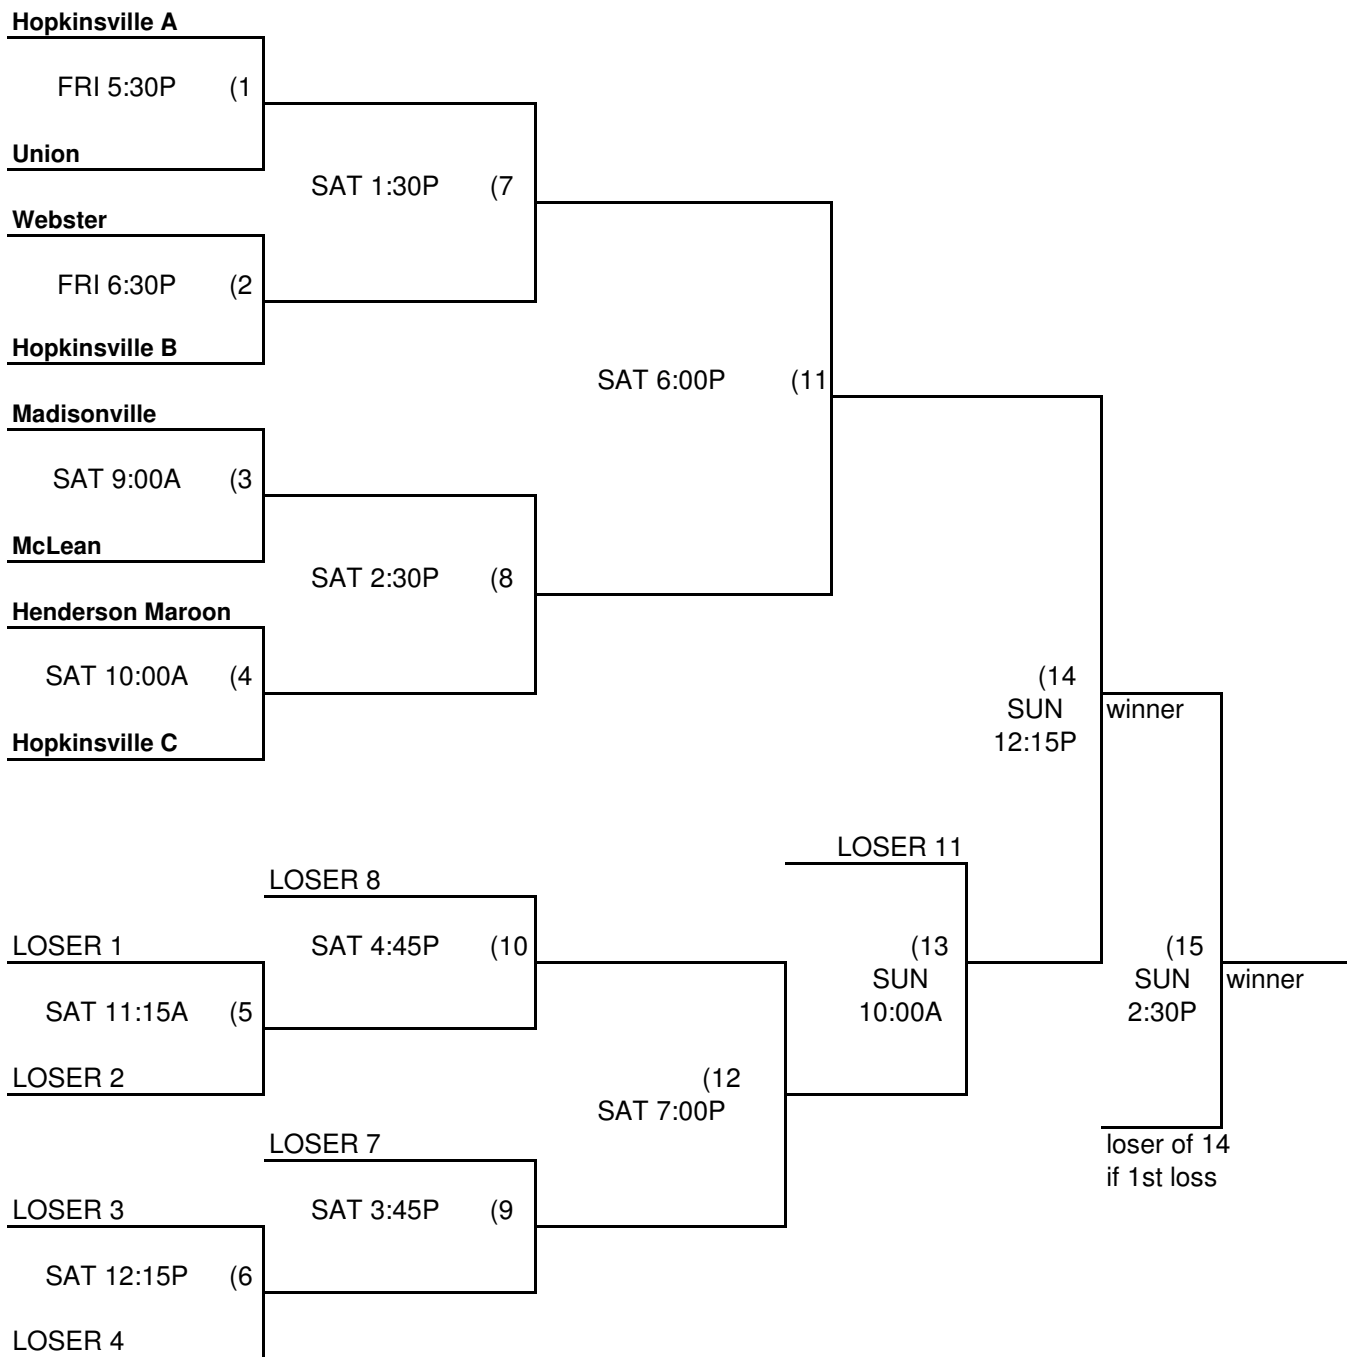 Hopkinsville A
FRI 5:30P (1
Union
SAT 1:30P (7
Webster
FRI 6:30P (2
Hopkinsville B
SAT 6:00P (11
Madisonville
SAT 9:00A (3
McLean
SAT 2:30P (8
Henderson Maroon
SAT 10:00A (4
(14
SUN
12:15P
winner
Hopkinsville C
LOSER 11
LOSER 8
LOSER 1
SAT 4:45P (10
(13
SUN
10:00A
(15
SUN
2:30P
winner
SAT 11:15A (5
LOSER 2
(12
SAT 7:00P
LOSER 7
loser of 14
if 1st loss
LOSER 3
SAT 3:45P (9
SAT 12:15P (6
LOSER 4